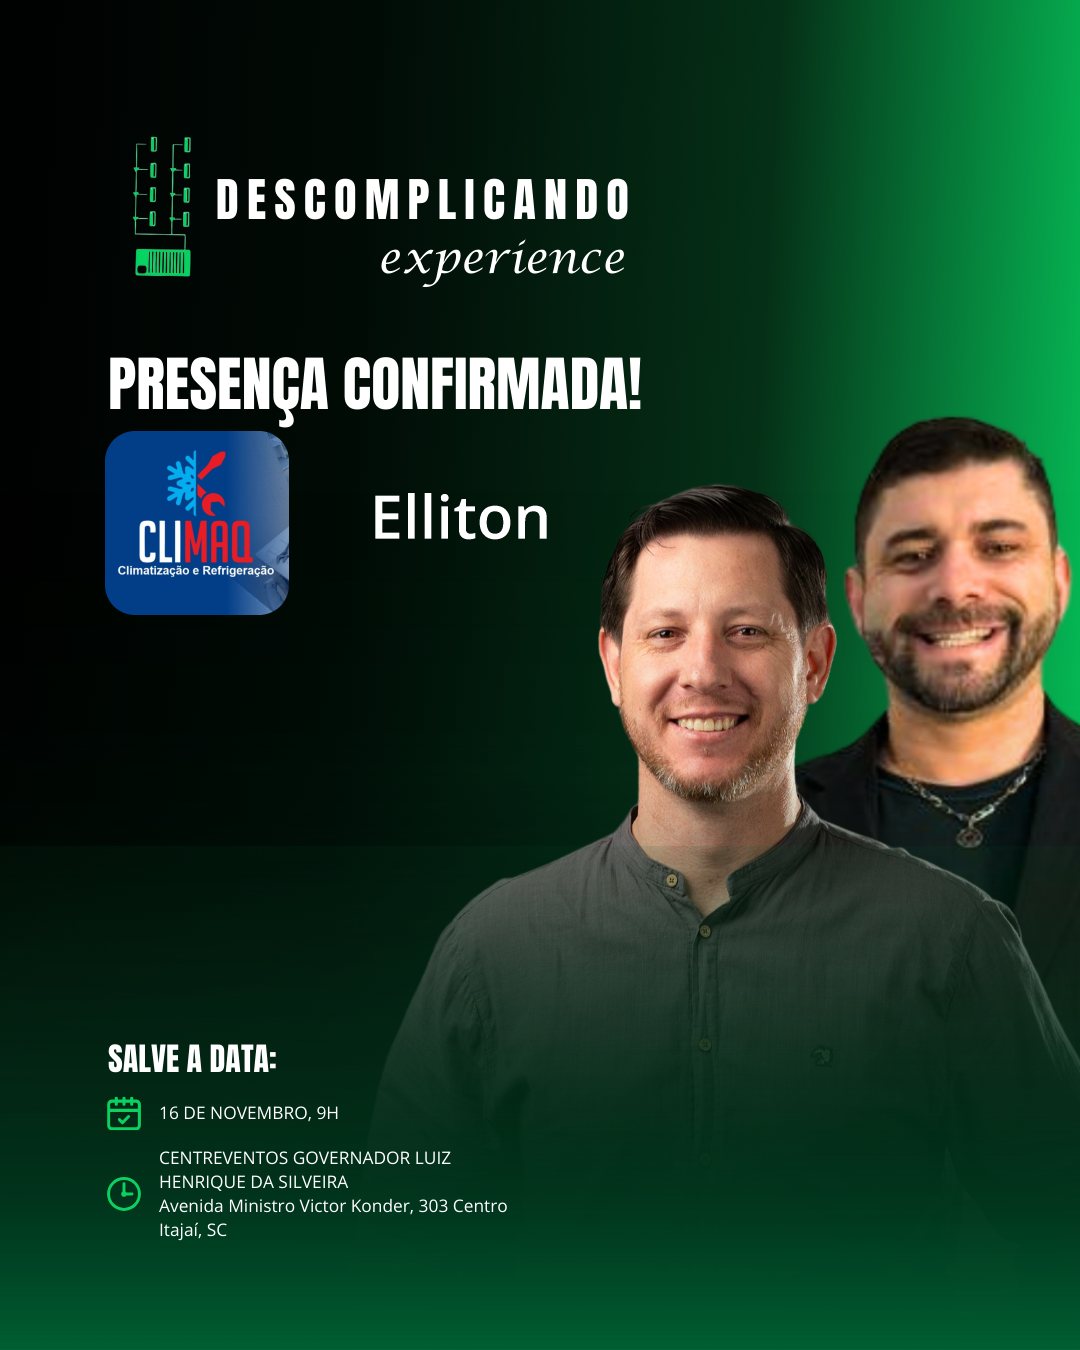 DESCOMPLICANDO
experience
PRESENÇA CONFIRMADA!
CLIMAQ
Climatização e Refrigeração
Elliton
SALVE A DATA:
16 DE NOVEMBRO, 9H
CENTREVENTOS GOVERNADOR LUIZ
HENRIQUE DA SILVEIRA
Avenida Ministro Victor Konder, 303 Centro
Itajaí, SC